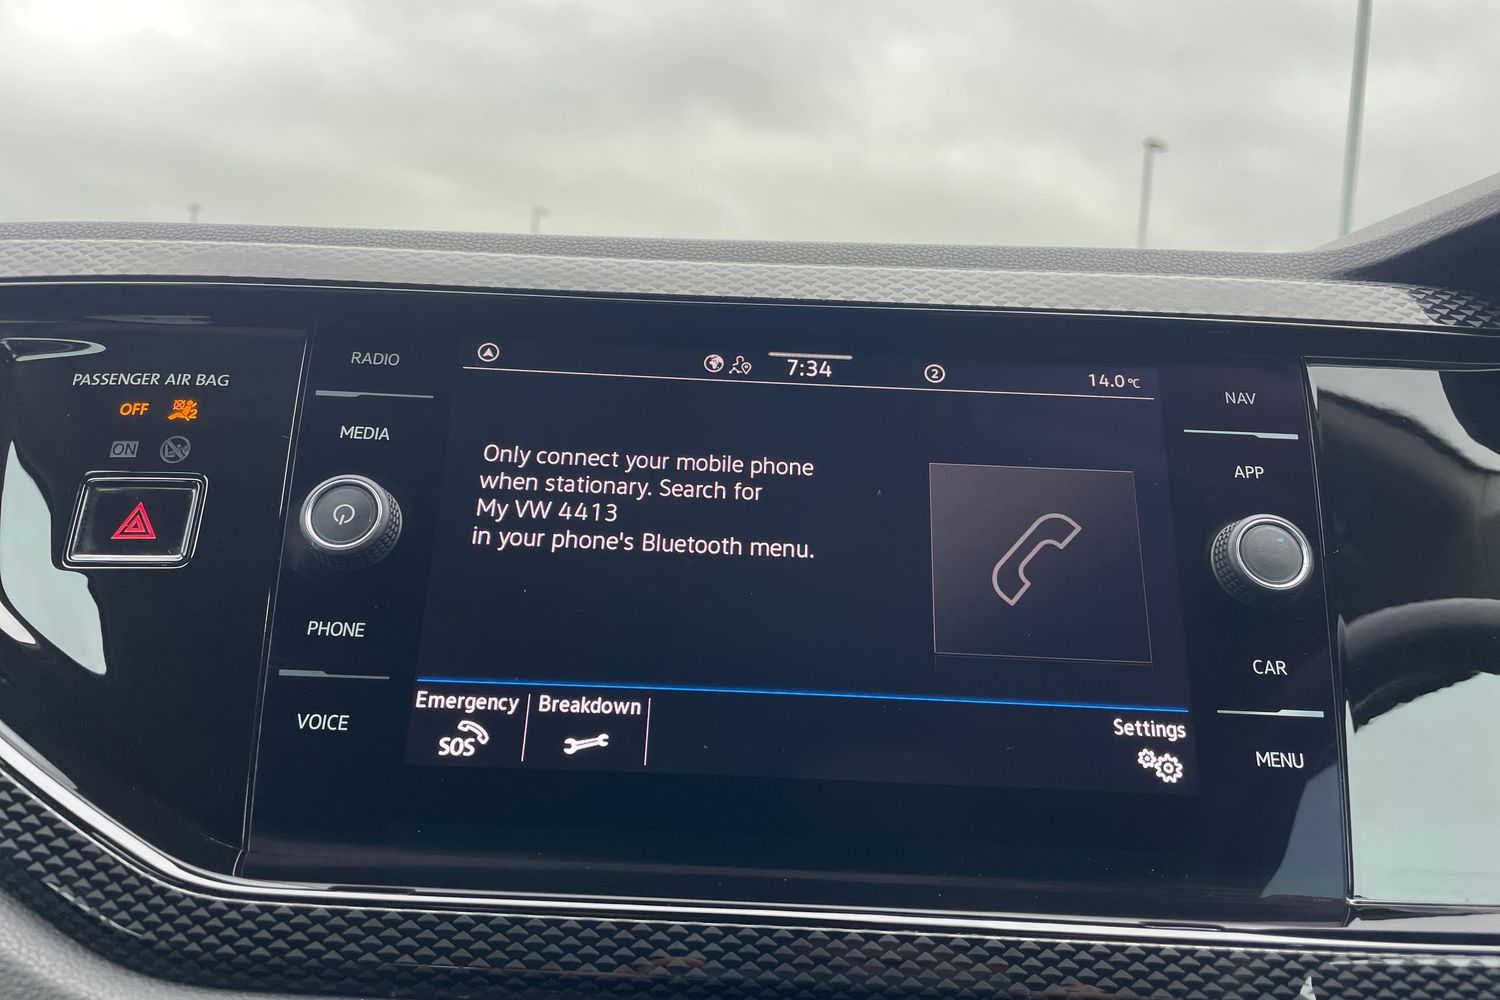 PASSENGER AIR BAG
OFF 2
ON
RADIO
MEDIA
PHONE
VOICE
7:34
2
14.0°C
Only connect your mobile phone
when stationary. Search for
My VW 4413
in your phone's Bluetooth menu.
Emergency
SOS
Breakdown
Settings
NAV
APP
CAR
MENU